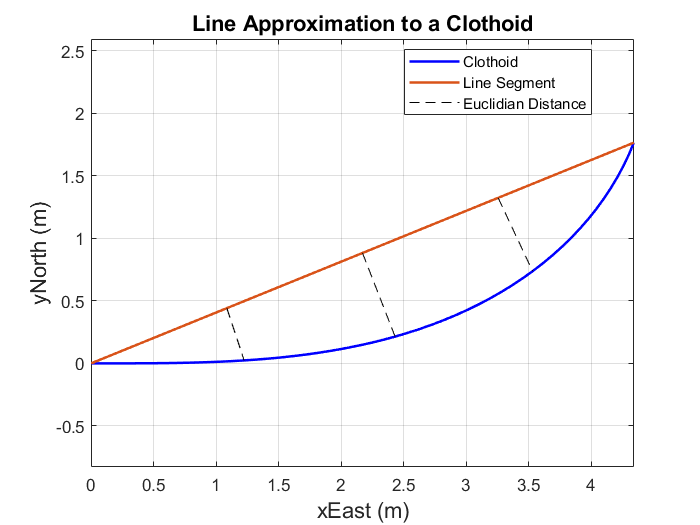 Line Approximation to a Clothoid
Clothoid
Line Segment
Euclidian Distance
yNorth (m)
2.5
2
1.5
1
0.5
0
-0.5
0 0.5 1 1.5 2 2.5 3 3.5 4
xEast (m)